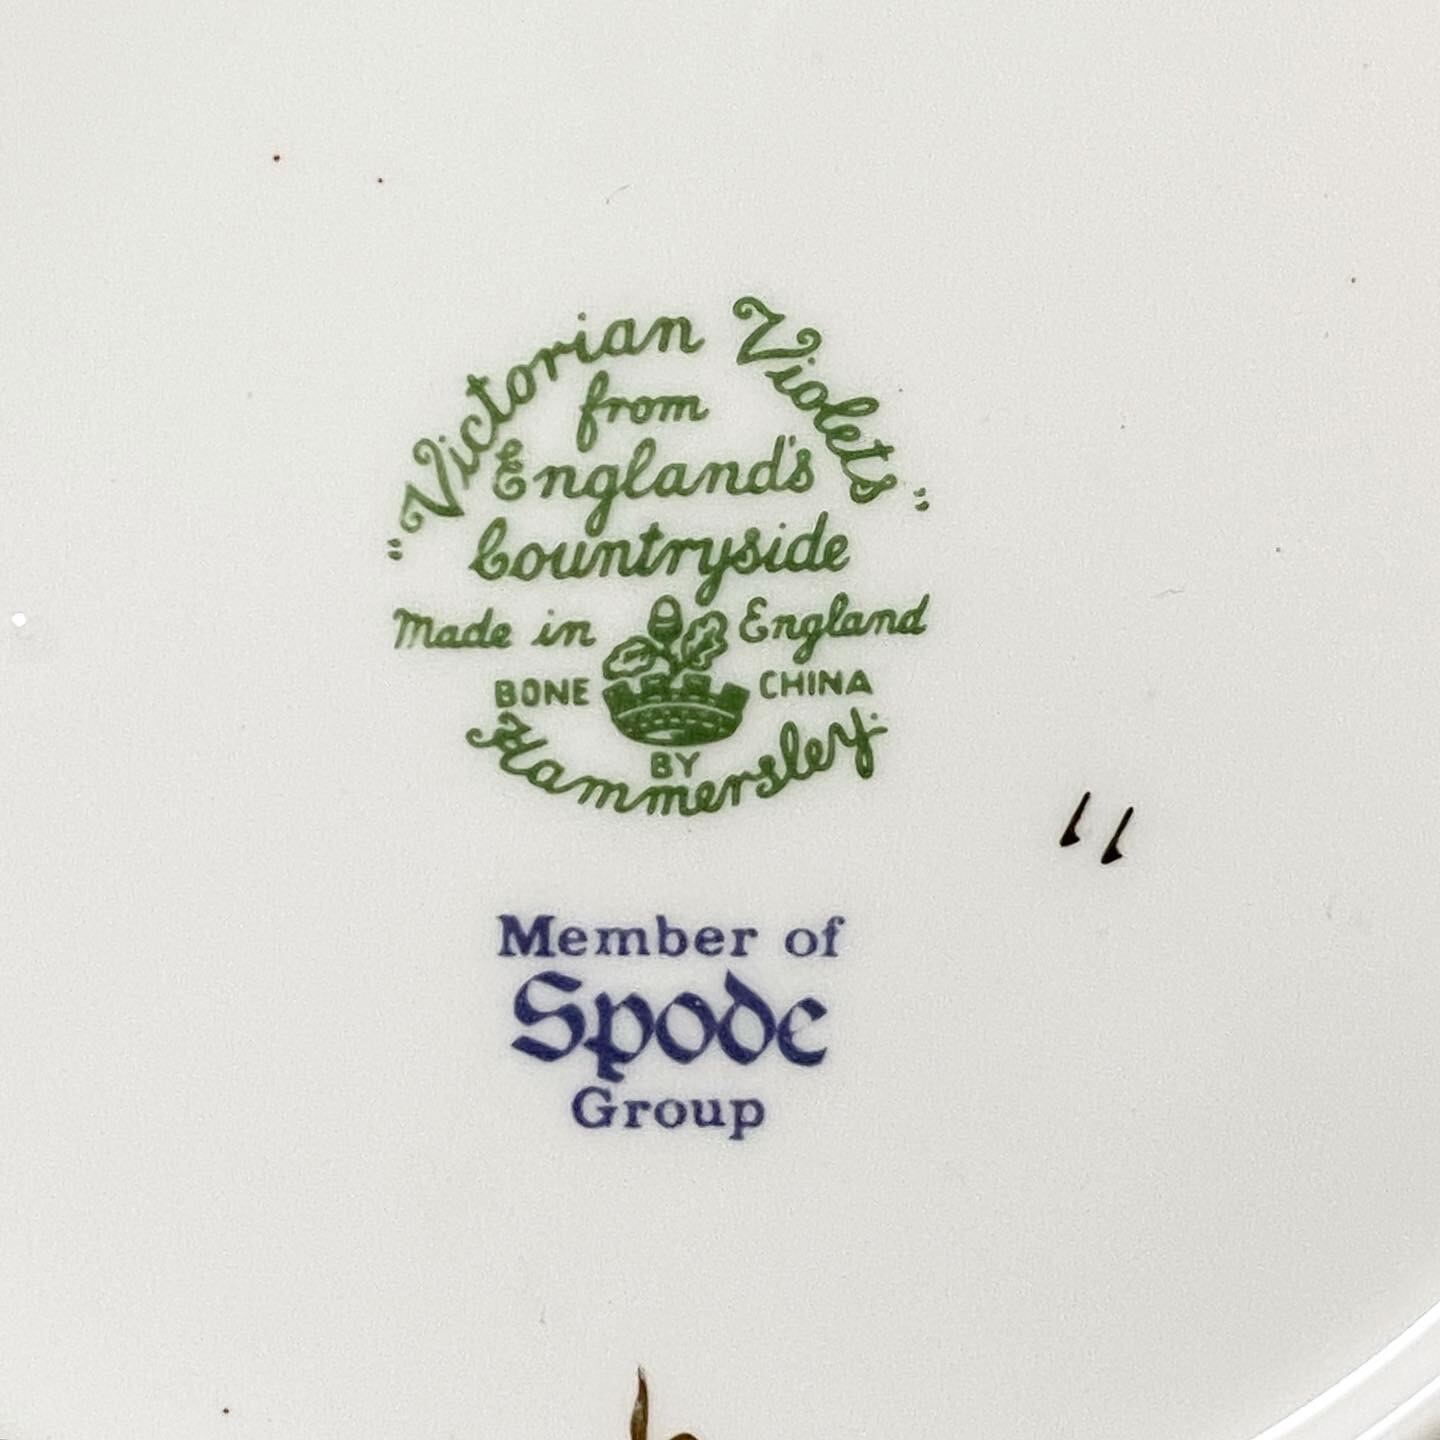 "Victorian Violets"
from
England's
Countryside
Made in England
BONE CHINA
BY
Hammersley.
Member of
Spode
Group